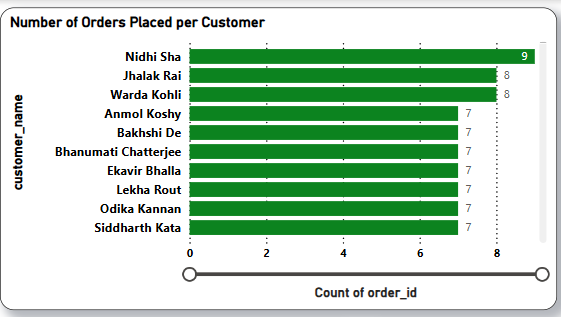 Number of Orders Placed per Customer
customer_name
Nidhi Sha 9
Jhalak Rai 8
Warda Kohli 8
Anmol Koshy 7
Bakhshi De 7
Bhanumati Chatterjee 7
Ekavir Bhalla 7
Lekha Rout 7
Odika Kannan 7
Siddharth Kata 7
0 2 4 6 8
Count of order_id